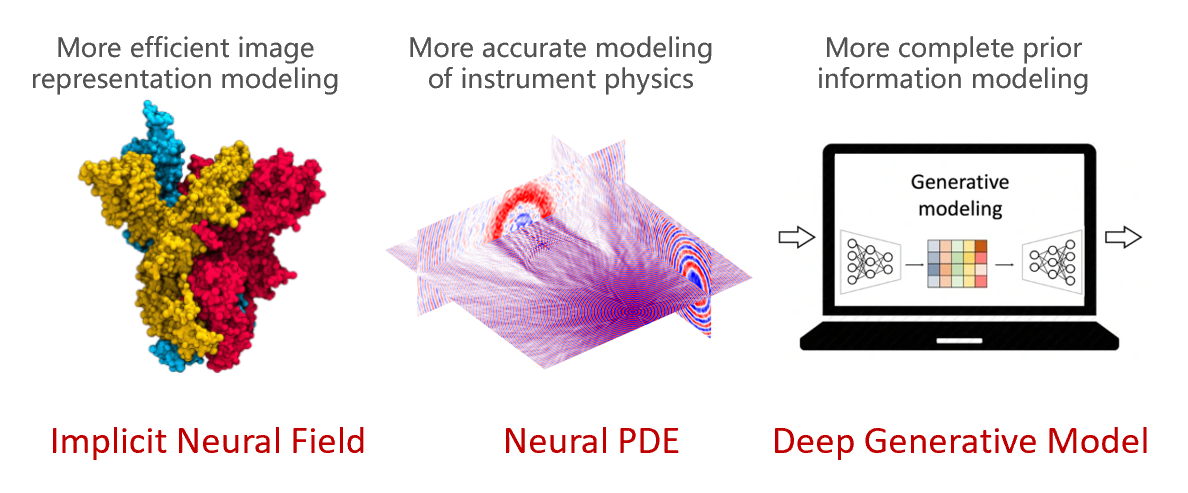 More efficient image
representation modeling
More accurate modeling
of instrument physics
More complete prior
information modeling
Generative
modeling
Implicit Neural Field
Neural PDE
Deep Generative Model